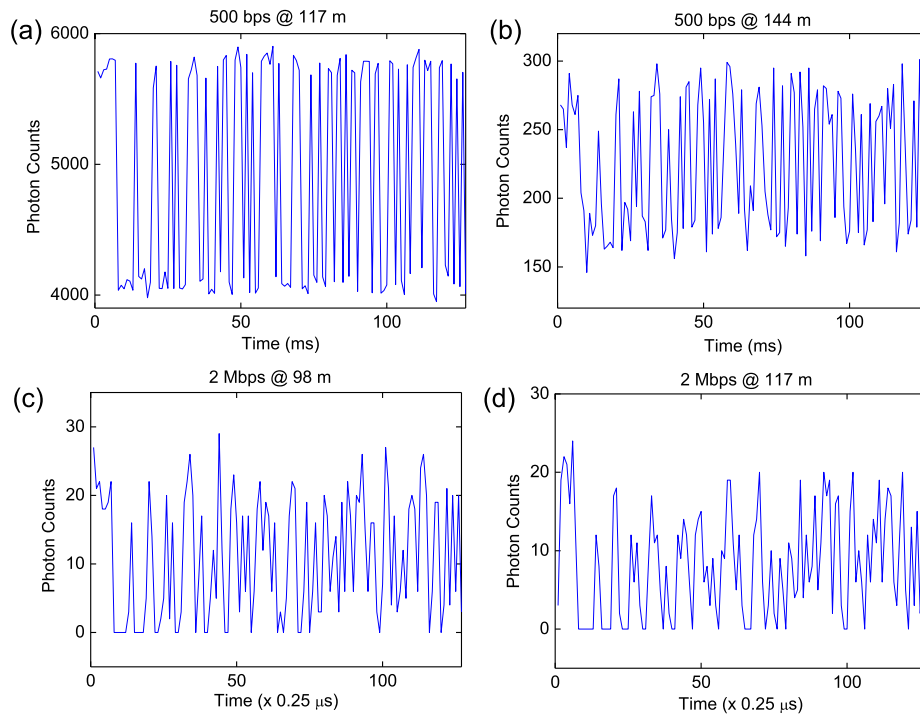 (a)
500 bps @ 117 m
6000
5000
4000
Photon Counts
0
50
100
Time (ms)
(b)
500 bps @ 144 m
300
250
200
150
Photon Counts
0
50
100
Time (ms)
(c)
2 Mbps @ 98 m
30
20
10
0
Photon Counts
0
50
100
Time (x 0.25 μs)
(d)
2 Mbps @ 117 m
30
20
10
0
Photon Counts
0
50
100
Time (x 0.25 μs)